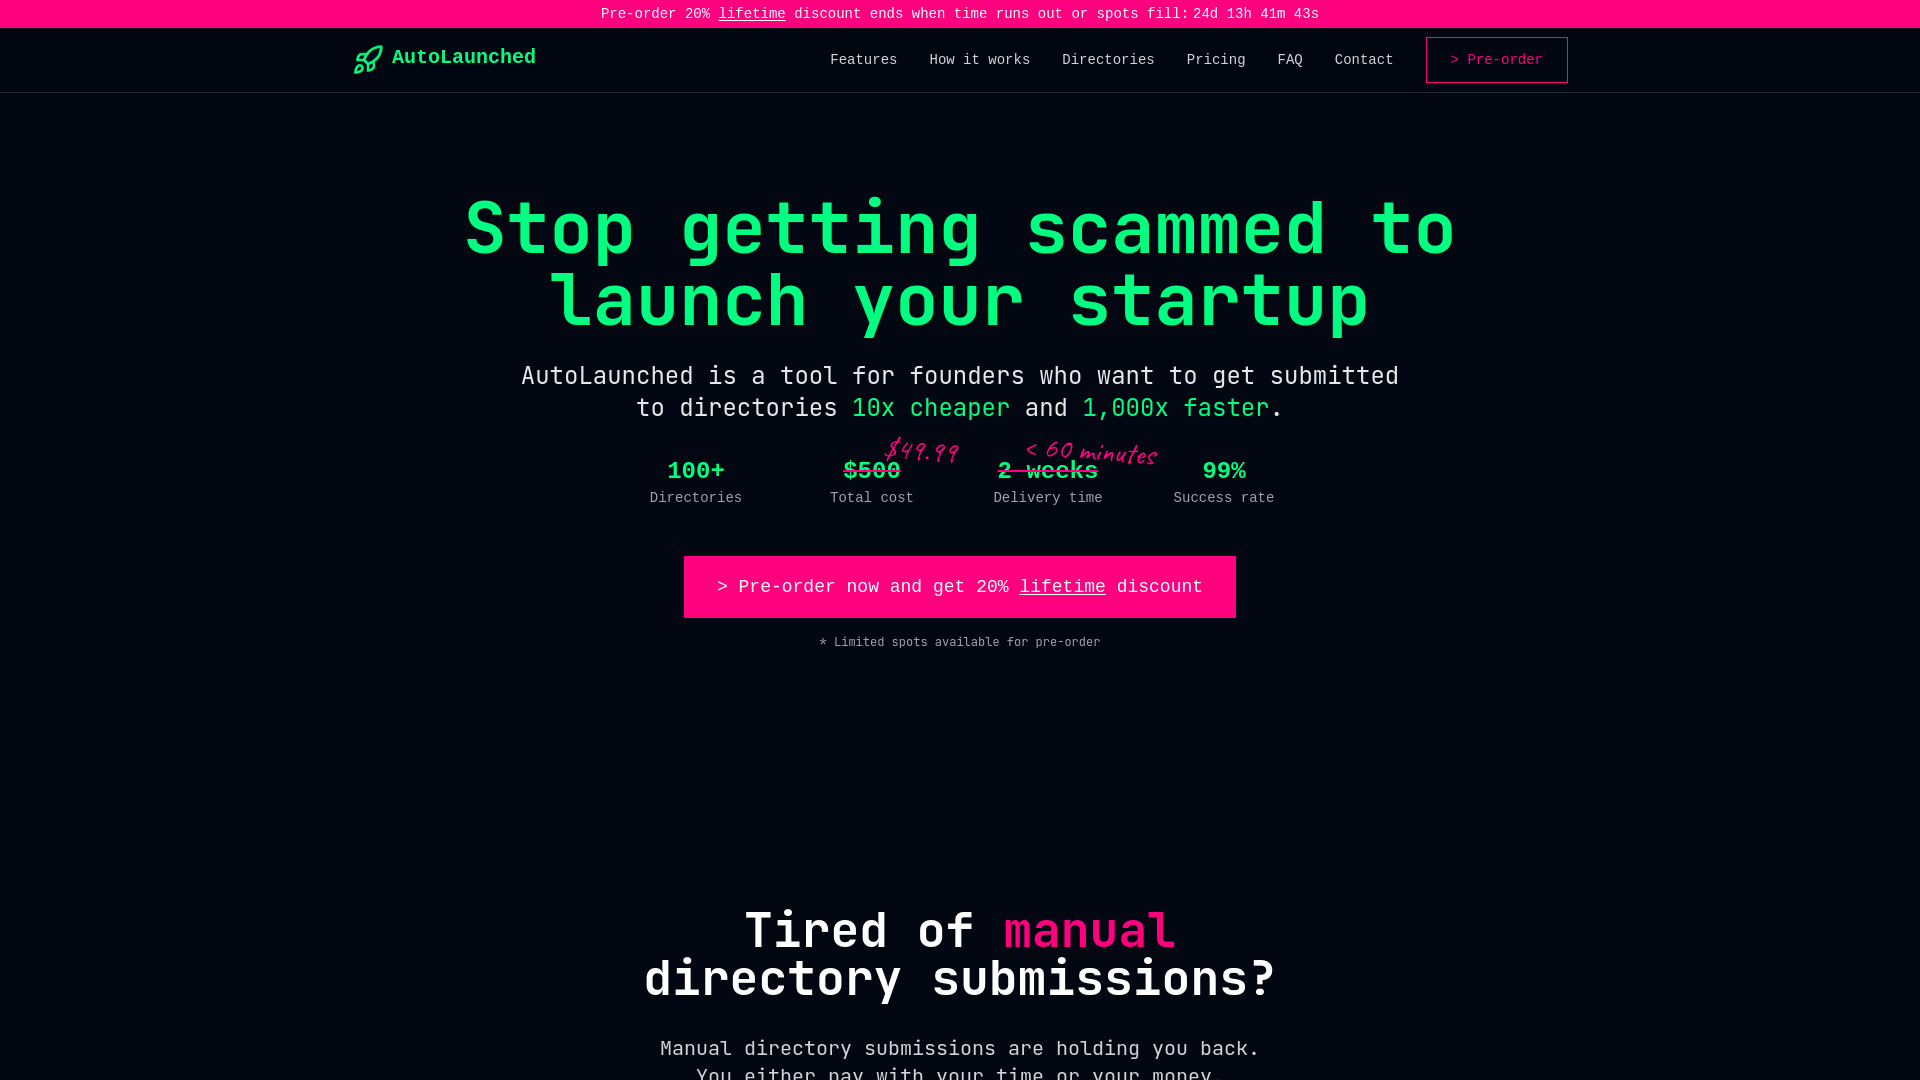 Pre-order 20% lifetime discount ends when time runs out or spots fill: 24d 13h 41m 43s
AutoLaunched
Features How it works Directories Pricing FAQ Contact > Pre-order
Stop getting scammed to
launch your startup
AutoLaunched is a tool for founders who want to get submitted
to directories 10x cheaper and 1,000x faster.
$49.99 < 60 minutes
100+ $500 2 weeks 99%
Directories Total cost Delivery time Success rate
> Pre-order now and get 20% lifetime discount
* Limited spots available for pre-order
Tired of manual
directory submissions?
Manual directory submissions are holding you back.
You either pay with your time or your money.